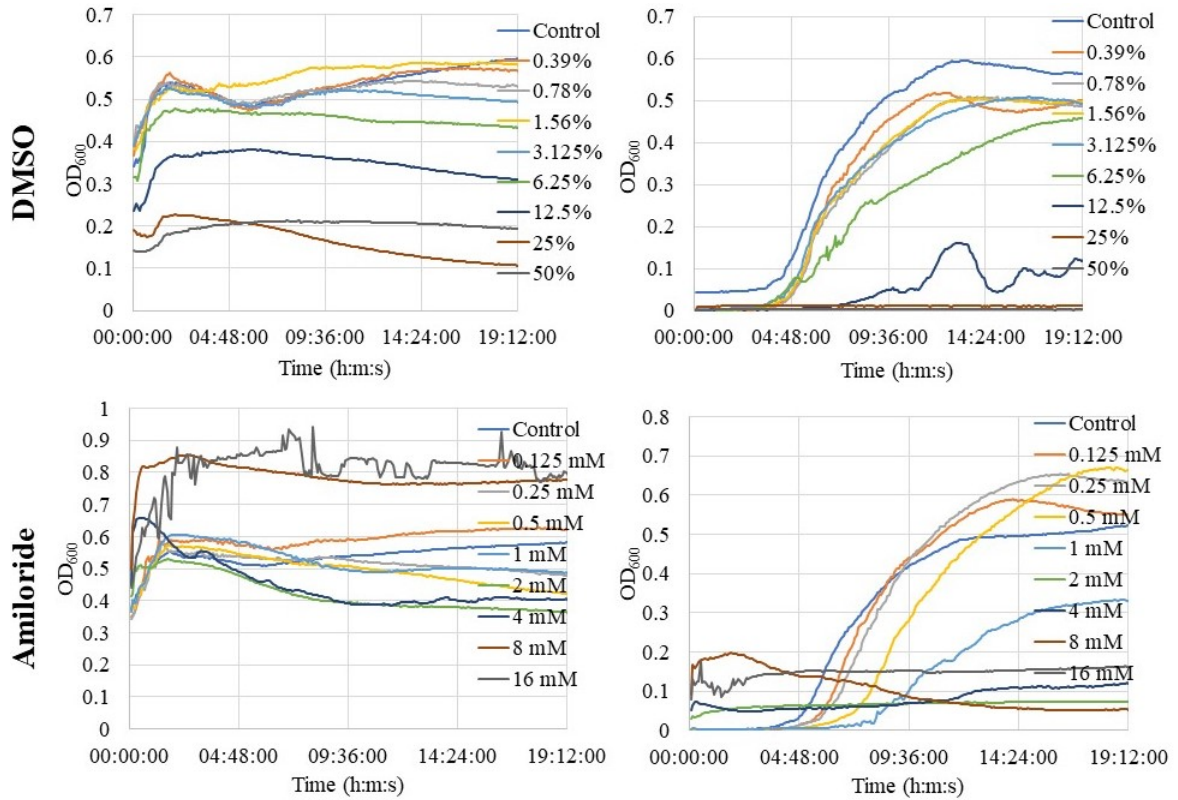 DMSO
0.7
0.6
0.5
0.4
0.3
0.2
0.1
0
OD600
00:00:00 04:48:00 09:36:00 14:24:00 19:12:00
Time (h:m:s)
Control
0.39%
0.78%
1.56%
3.125%
6.25%
12.5%
25%
50%
0.7
0.6
0.5
0.4
0.3
0.2
0.1
0
OD600
00:00:00 04:48:00 09:36:00 14:24:00 19:12:00
Time (h:m:s)
Control
0.39%
0.78%
1.56%
3.125%
6.25%
12.5%
25%
50%
Amiloride
1
0.9
0.8
0.7
0.6
0.5
0.4
0.3
0.2
0.1
0
OD600
00:00:00 04:48:00 09:36:00 14:24:00 19:12:00
Time (h:m:s)
Control
0.125 mM
0.25 mM
0.5 mM
1 mM
2 mM
4 mM
8 mM
16 mM
0.8
0.7
0.6
0.5
0.4
0.3
0.2
0.1
0
OD600
00:00:00 04:48:00 09:36:00 14:24:00 19:12:00
Time (h:m:s)
Control
0.125 mM
0.25 mM
0.5 mM
1 mM
2 mM
4 mM
8 mM
16 mM